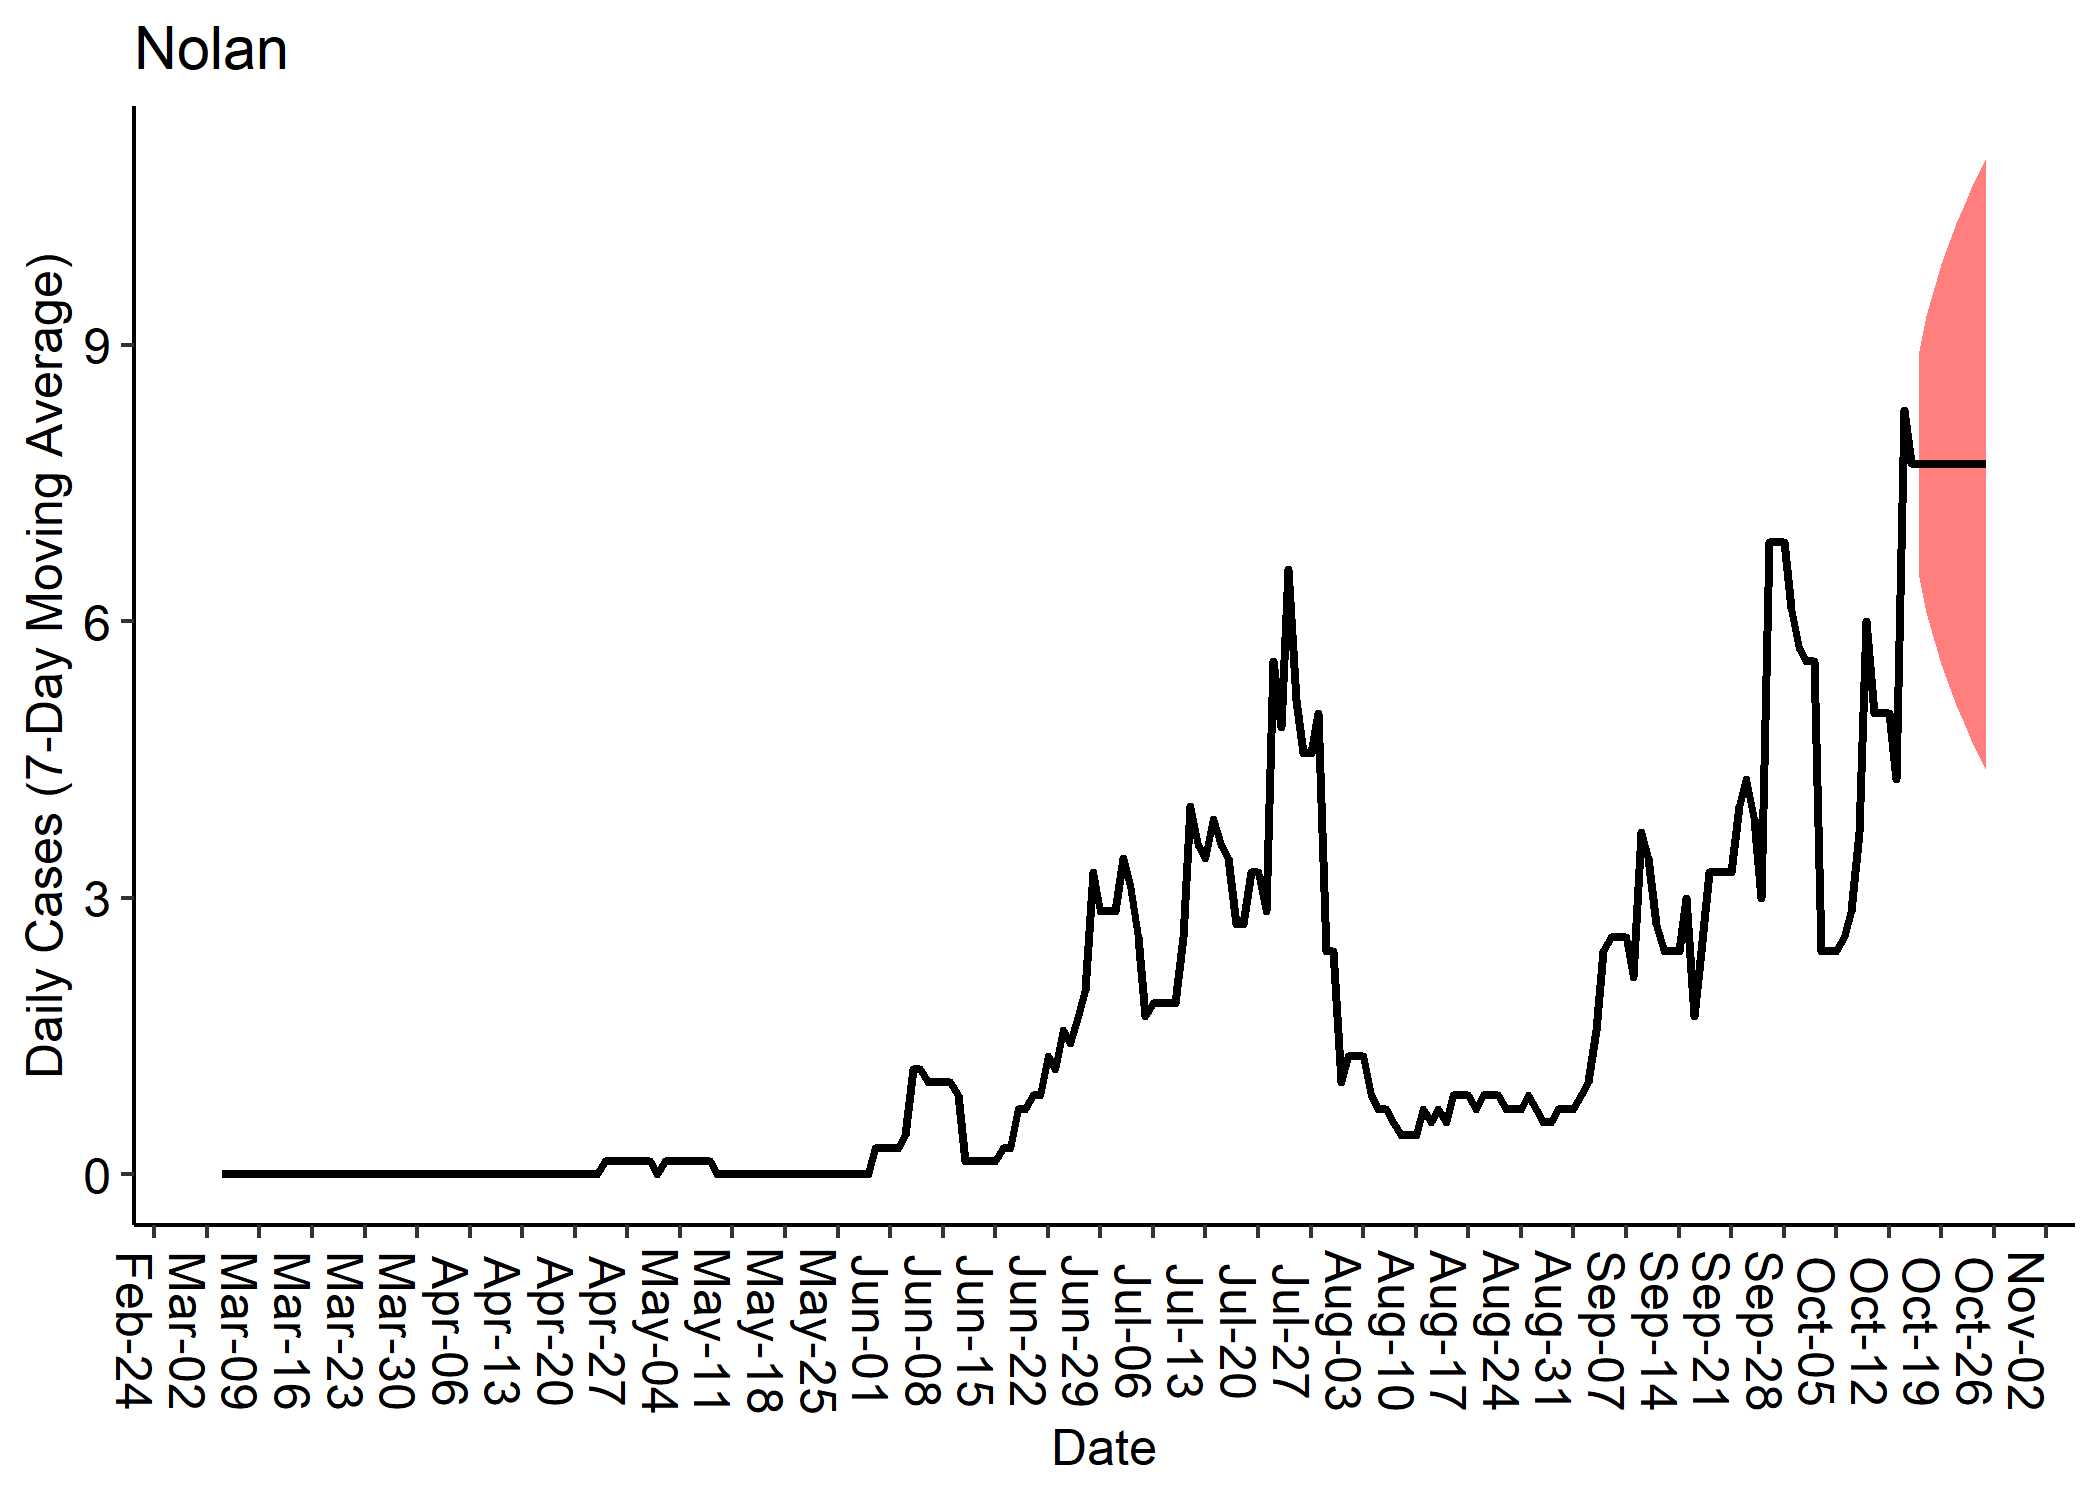 Nolan
Daily Cases (7-Day Moving Average)
9
6
3
0
Feb-24
Mar-02
Mar-09
Mar-16
Mar-23
Mar-30
Apr-06
Apr-13
Apr-20
Apr-27
May-04
May-11
May-18
May-25
Jun-01
Jun-08
Jun-15
Jun-22
Jun-29
Jul-06
Jul-13
Jul-20
Jul-27
Aug-03
Aug-10
Aug-17
Aug-24
Aug-31
Sep-07
Sep-14
Sep-21
Sep-28
Oct-05
Oct-12
Oct-19
Oct-26
Nov-02
Date